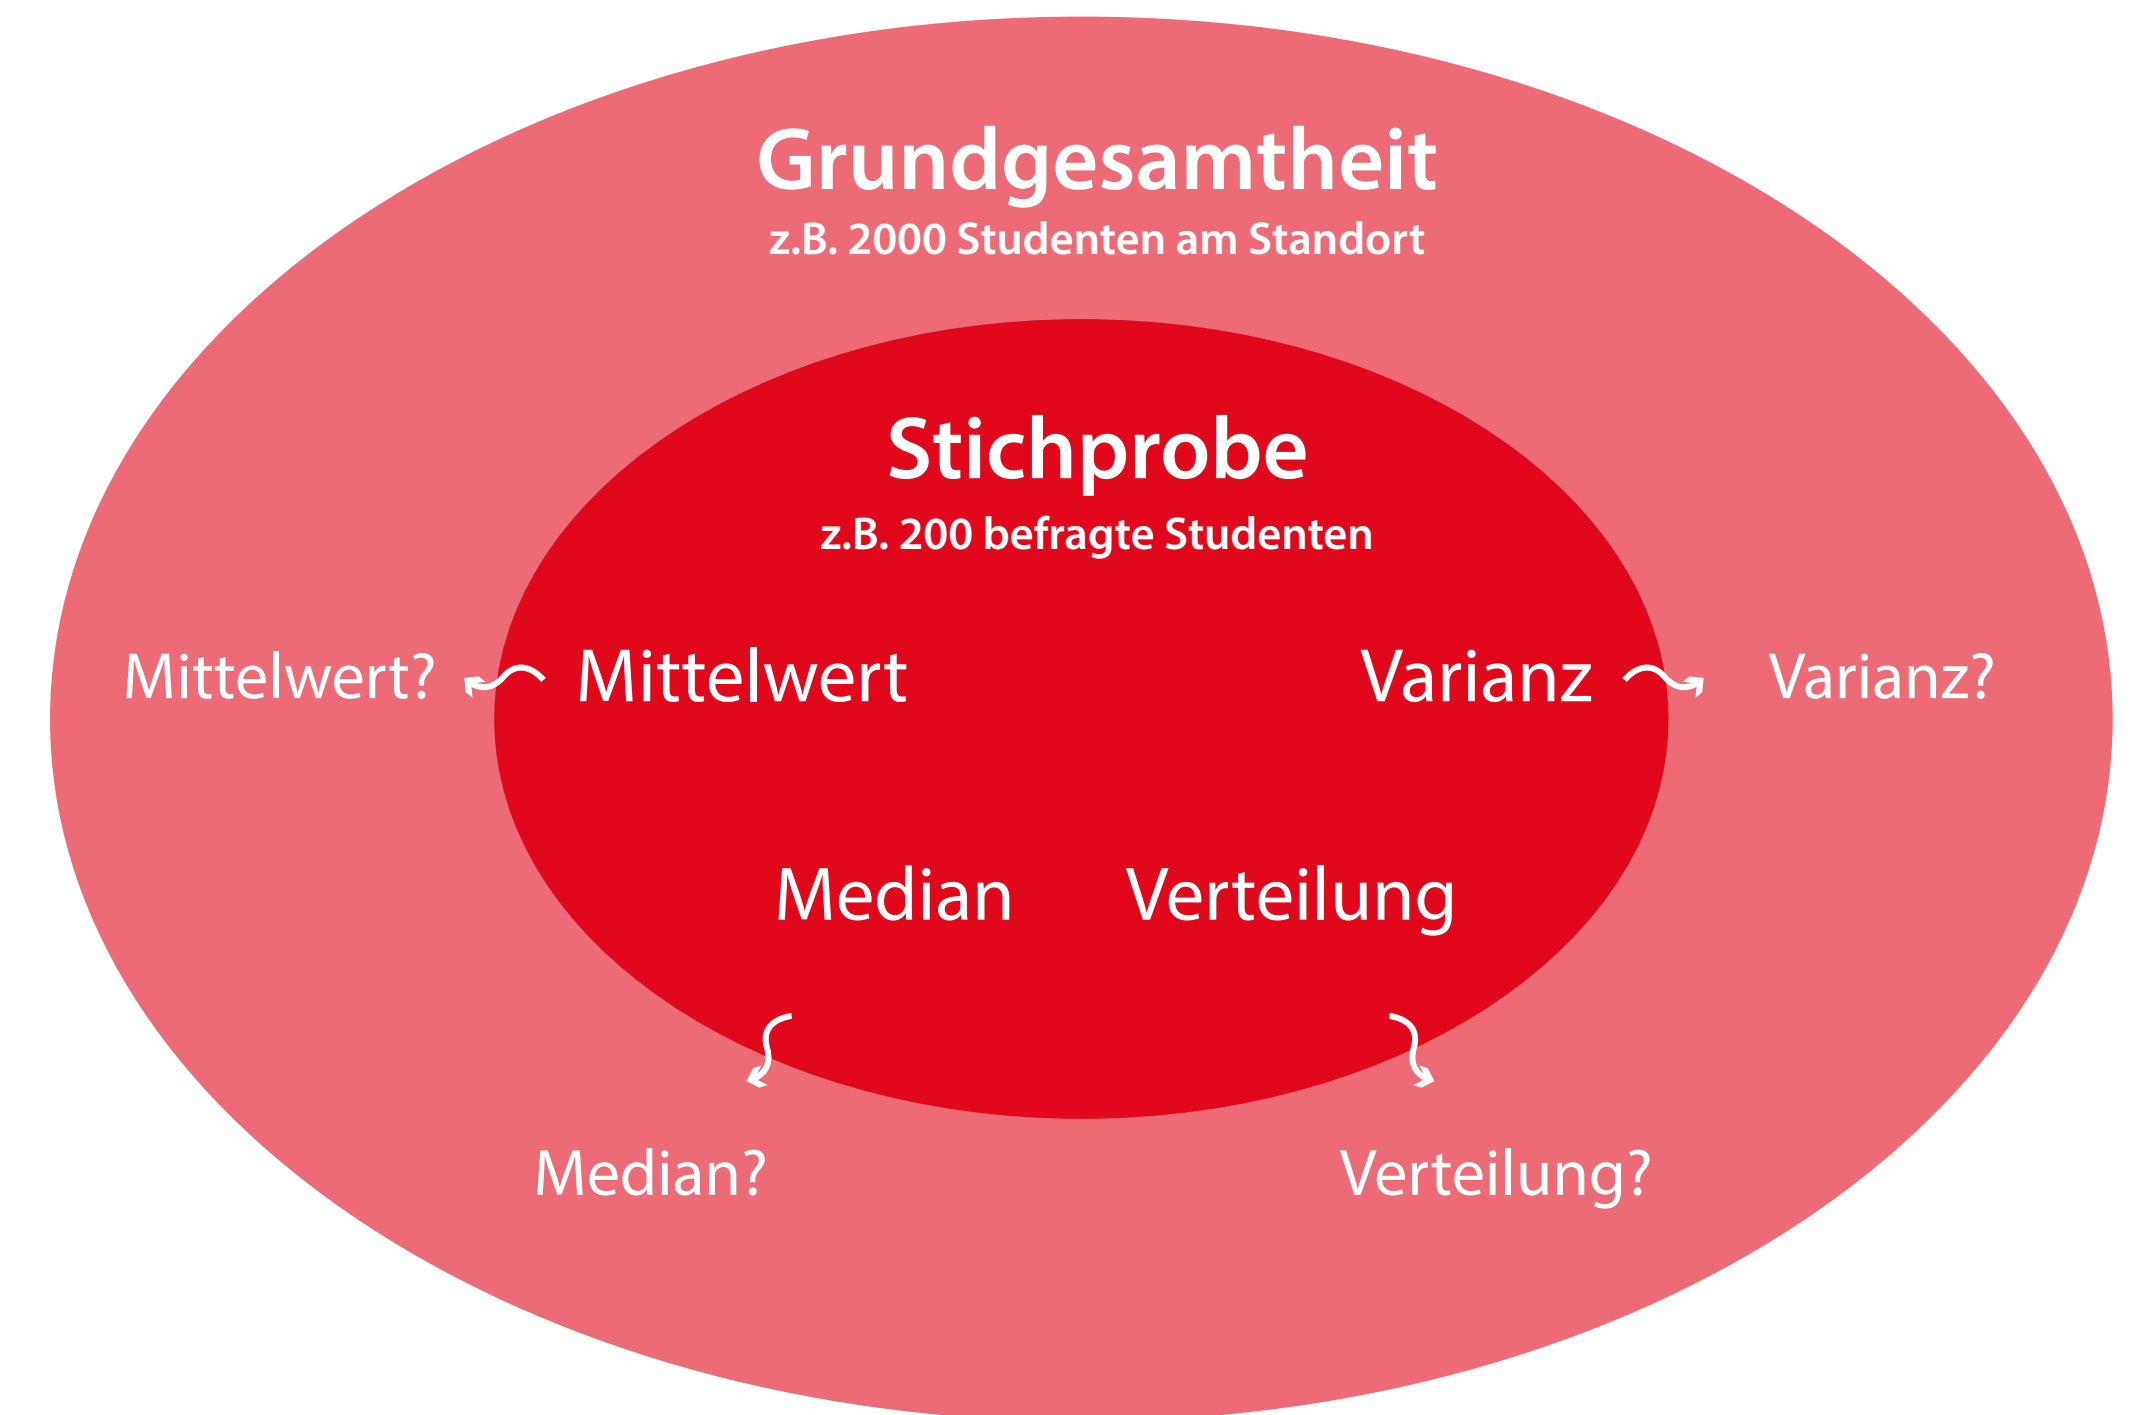 Grundgesamtheit
z.B. 2000 Studenten am Standort
Stichprobe
z.B. 200 befragte Studenten
Mittelwert? Mittelwert Varianz Varianz?
Median Verteilung
Median? Verteilung?